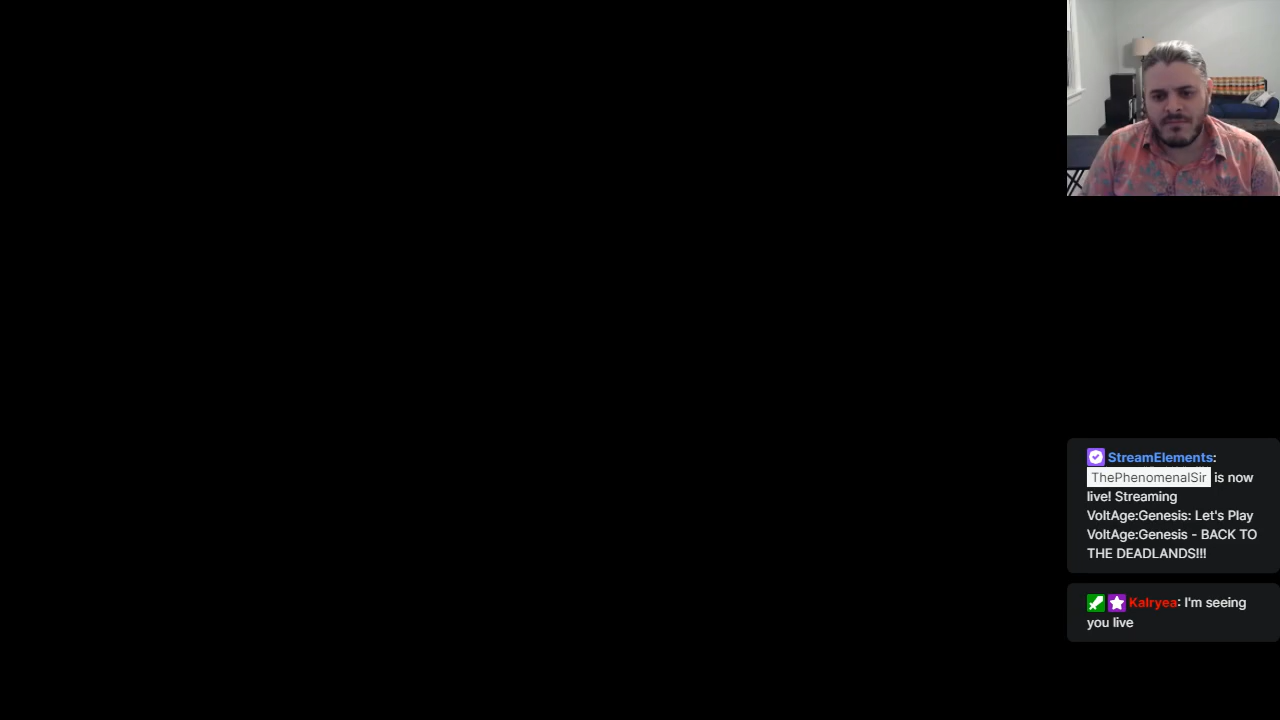 StreamElements:
ThePhenomenalSir is now
live! Streaming
VoltAge:Genesis: Let's Play
VoltAge:Genesis - BACK TO
THE DEADLANDS!!!
Kalryea: I'm seeing
you live